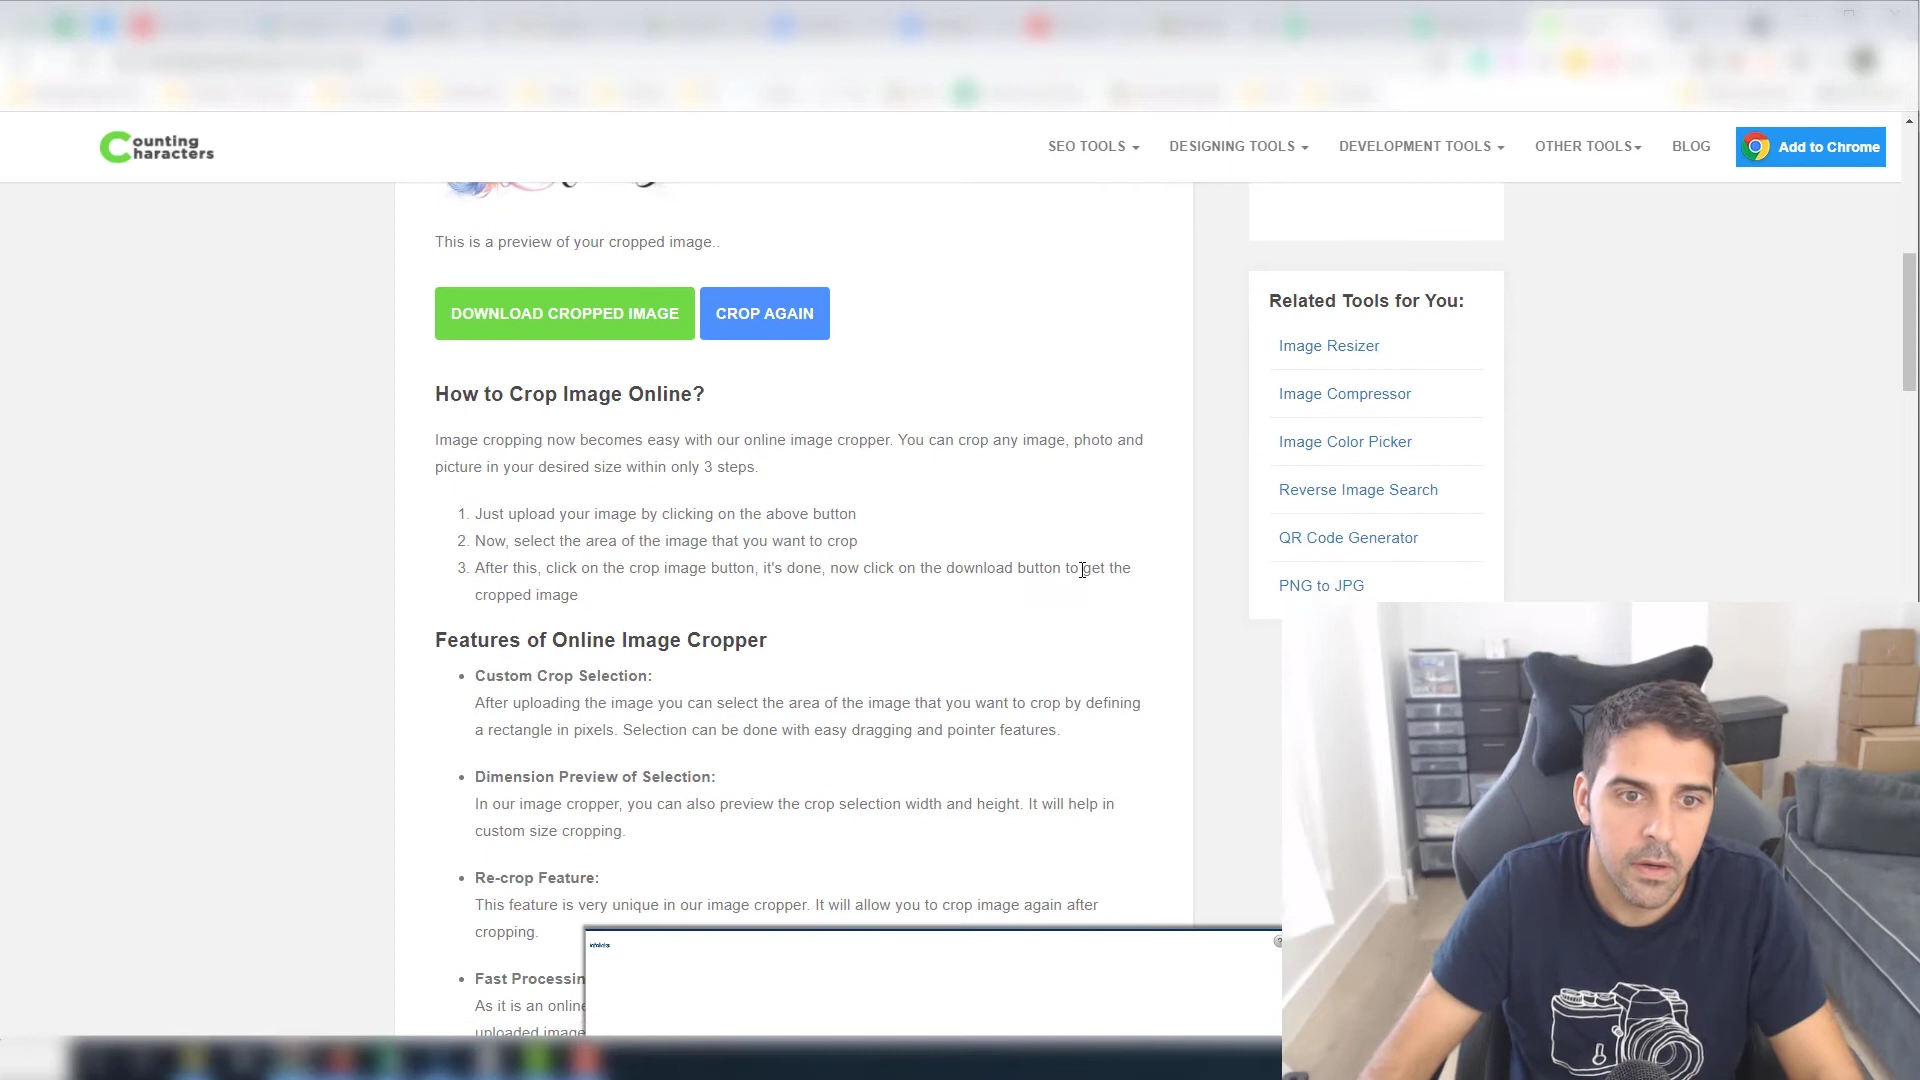 Counting
Characters
SEO TOOLS
DESIGNING TOOLS
DEVELOPMENT TOOLS
OTHER TOOLS
BLOG
Add to Chrome
This is a preview of your cropped image..
DOWNLOAD CROPPED IMAGE
CROP AGAIN
How to Crop Image Online?
Image cropping now becomes easy with our online image cropper. You can crop any image, photo and
picture in your desired size within only 3 steps.
1. Just upload your image by clicking on the above button
2. Now, select the area of the image that you want to crop
3. After this, click on the crop image button, it's done, now click on the download button to get the
cropped image
Features of Online Image Cropper
• Custom Crop Selection:
After uploading the image you can select the area of the image that you want to crop by defining
a rectangle in pixels. Selection can be done with easy dragging and pointer features.
• Dimension Preview of Selection:
In our image cropper, you can also preview the crop selection width and height. It will help in
custom size cropping.
• Re-crop Feature:
This feature is very unique in our image cropper. It will allow you to crop image again after
cropping.
• Fast Processin
As it is an online
uploaded image
infolinks
?
Related Tools for You:
Image Resizer
Image Compressor
Image Color Picker
Reverse Image Search
QR Code Generator
PNG to JPG